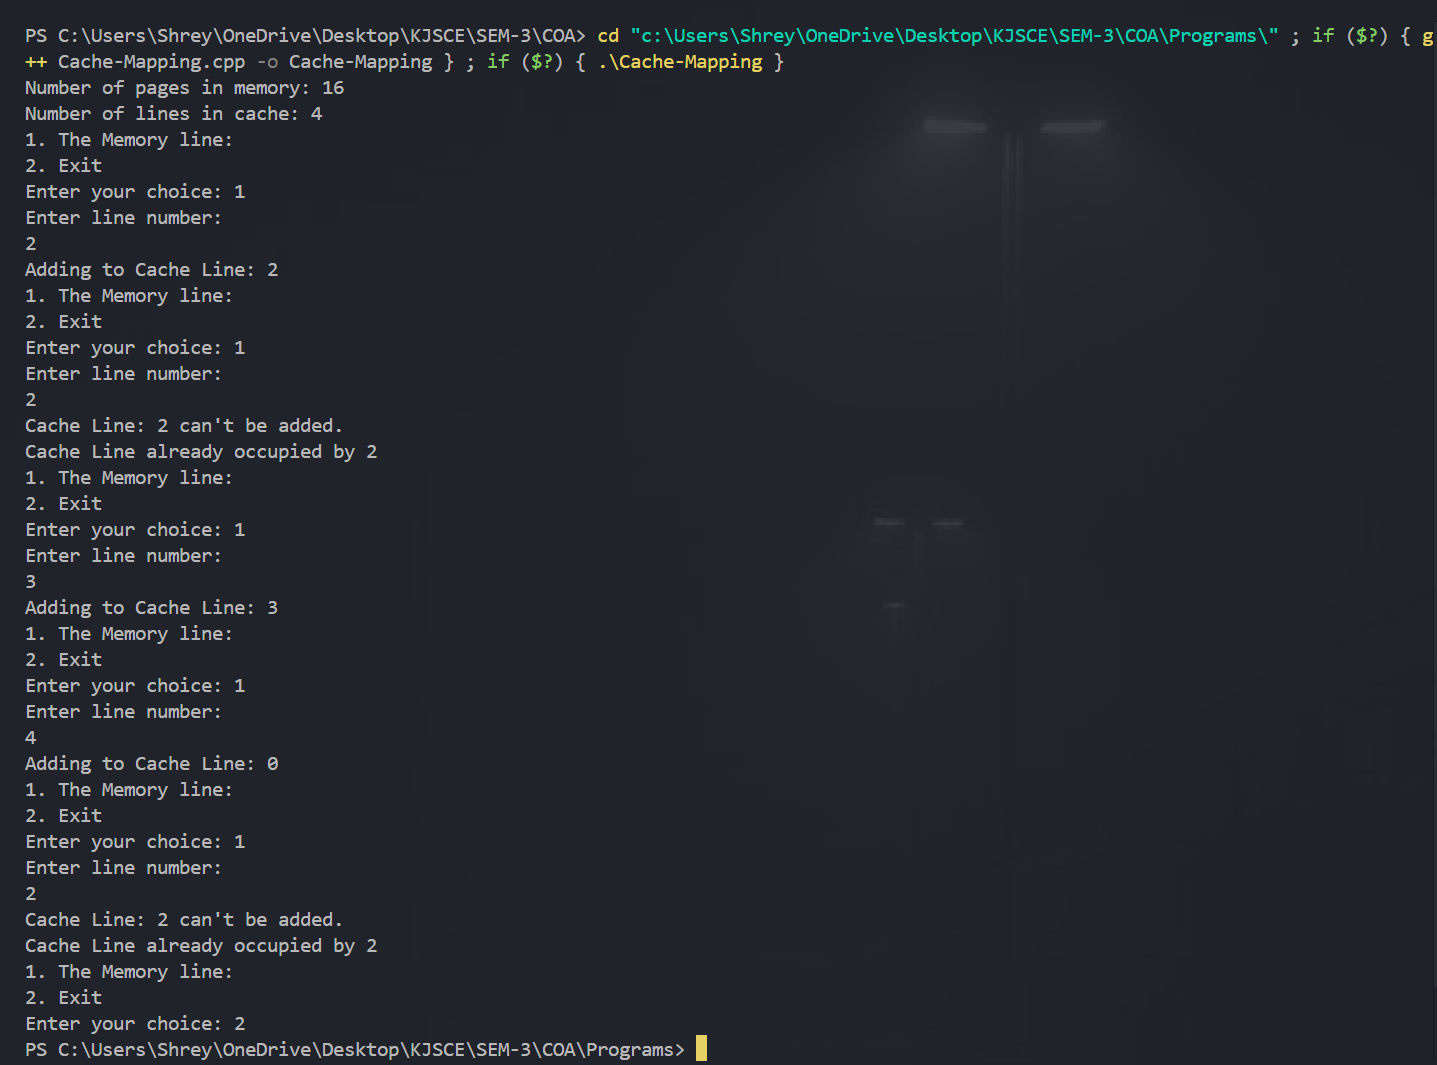 PS C:\Users\Shrey\OneDrive\Desktop\KJSCE\SEM-3\COA> cd "c:\Users\Shrey\OneDrive\Desktop\KJSCE\SEM-3\COA\Programs\" ; if ($?) { g
++ Cache-Mapping.cpp -o Cache-Mapping } ; if ($?) { .\Cache-Mapping }
Number of pages in memory: 16
Number of lines in cache: 4
1. The Memory line:
2. Exit
Enter your choice: 1
Enter line number:
2
Adding to Cache Line: 2
1. The Memory line:
2. Exit
Enter your choice: 1
Enter line number:
2
Cache Line: 2 can't be added.
Cache Line already occupied by 2
1. The Memory line:
2. Exit
Enter your choice: 1
Enter line number:
3
Adding to Cache Line: 3
1. The Memory line:
2. Exit
Enter your choice: 1
Enter line number:
4
Adding to Cache Line: 0
1. The Memory line:
2. Exit
Enter your choice: 1
Enter line number:
2
Cache Line: 2 can't be added.
Cache Line already occupied by 2
1. The Memory line:
2. Exit
Enter your choice: 2
PS C:\Users\Shrey\OneDrive\Desktop\KJSCE\SEM-3\COA\Programs>